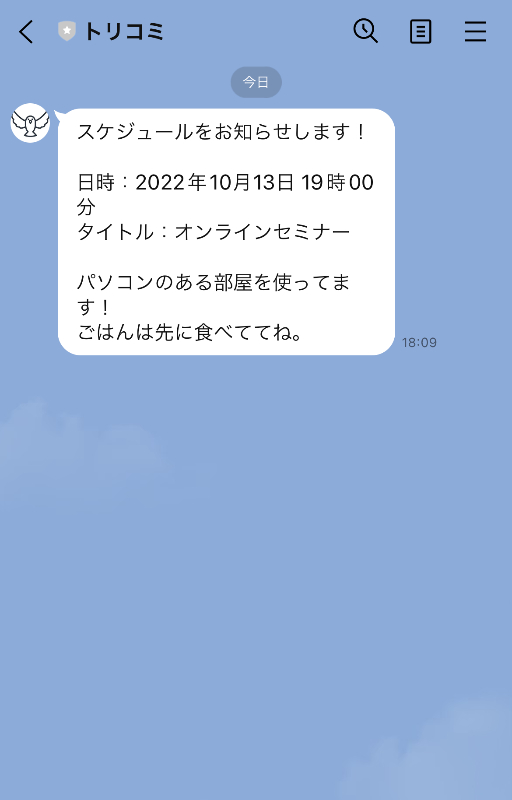 トリコミ
今日
スケジュールをお知らせします！
日時：2022年10月13日 19時00
分
タイトル：オンラインセミナー
パソコンのある部屋を使ってま
す！
ごはんは先に食べててね。
18:09